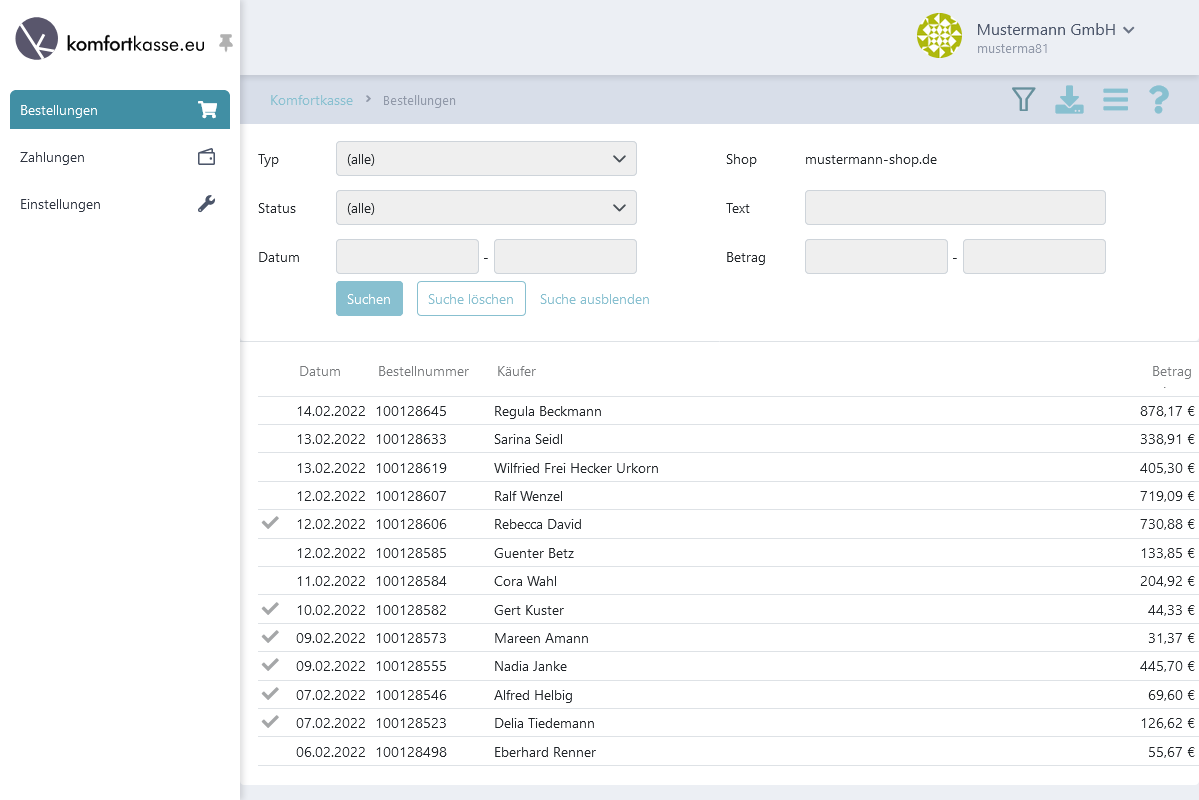 komfortkasse.eu
Mustermann GmbH
musterma81
Bestellungen
Zahlungen
Einstellungen
Komfortkasse > Bestellungen
Typ (alle) Shop mustermann-shop.de
Status (alle) Text
Datum - Betrag -
Suchen Suche löschen Suche ausblenden
Datum Bestellnummer Käufer Betrag
14.02.2022 100128645 Regula Beckmann 878,17 €
13.02.2022 100128633 Sarina Seidl 338,91 €
13.02.2022 100128619 Wilfried Frei Hecker Urkorn 405,30 €
12.02.2022 100128607 Ralf Wenzel 719,09 €
12.02.2022 100128606 Rebecca David 730,88 €
12.02.2022 100128585 Guenter Betz 133,85 €
11.02.2022 100128584 Cora Wahl 204,92 €
10.02.2022 100128582 Gert Kuster 44,33 €
09.02.2022 100128573 Mareen Amann 31,37 €
09.02.2022 100128555 Nadia Janke 445,70 €
07.02.2022 100128546 Alfred Helbig 69,60 €
07.02.2022 100128523 Delia Tiedemann 126,62 €
06.02.2022 100128498 Eberhard Renner 55,67 €